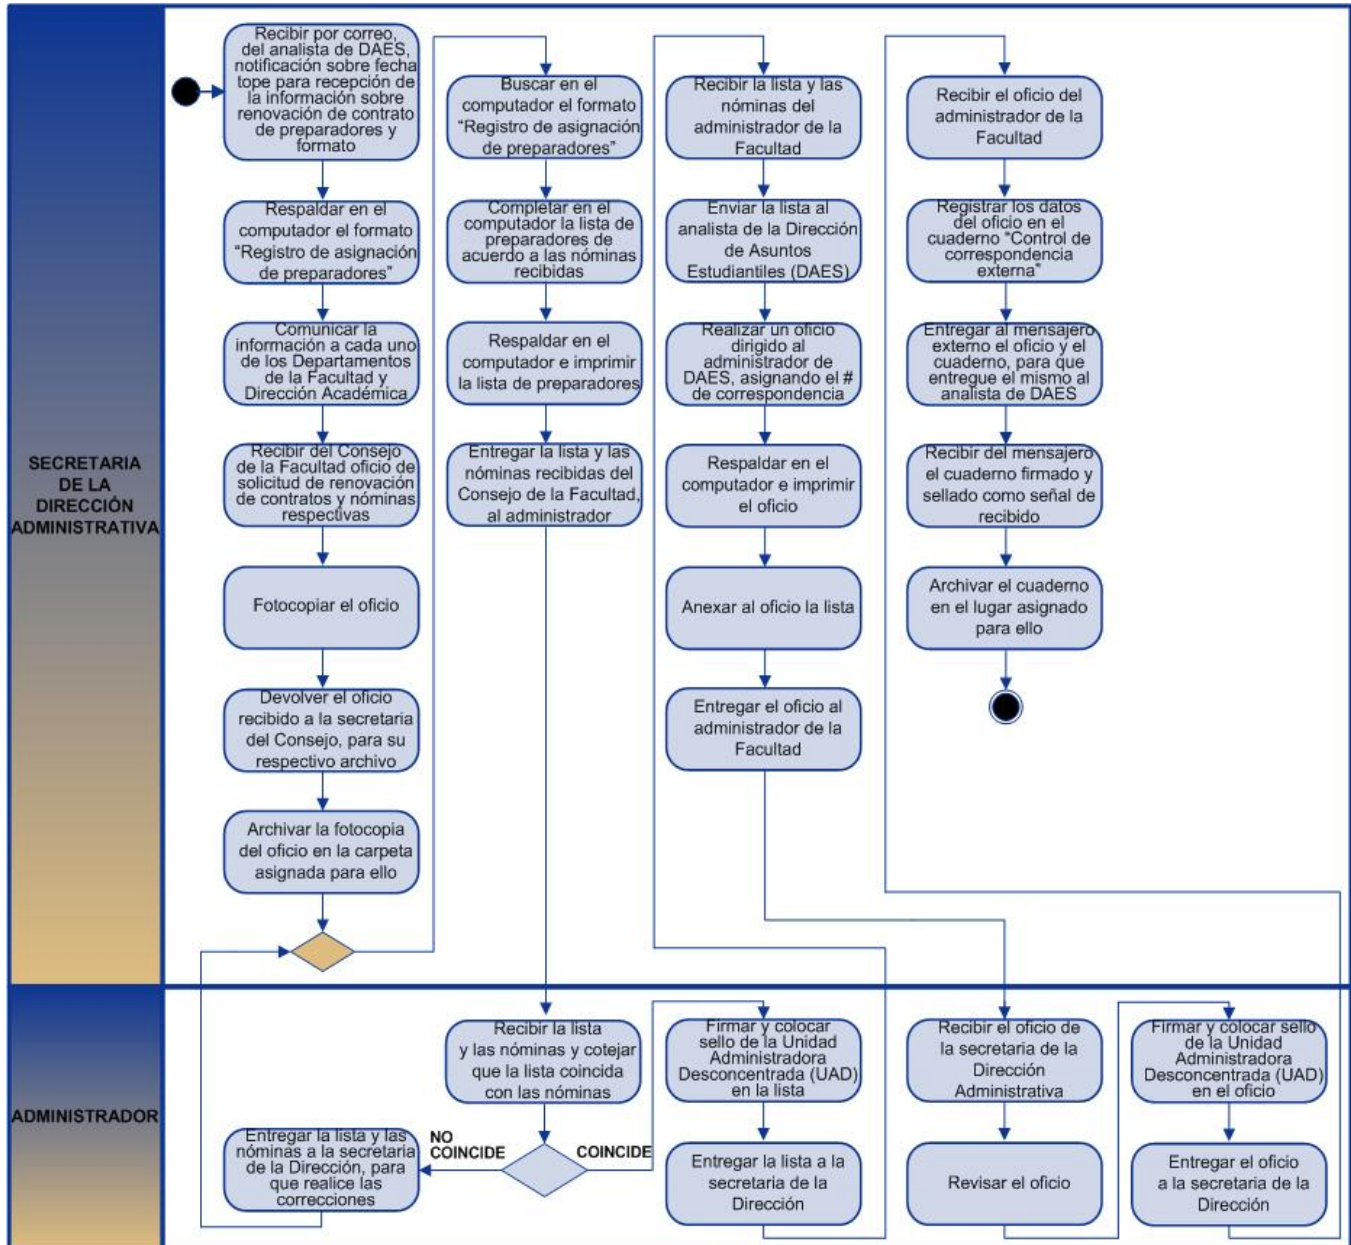 SECRETARIA
DE LA
DIRECCIÓN
ADMINISTRATIVA
Recibir por correo,
del analista de DAES,
notificación sobre fecha
tope para recepción de
la información sobre
renovación de contrato
de preparadores y
formato
Respaldar en el
computador el formato
“Registro de asignación
de preparadores”
Comunicar la
información a cada uno
de los Departamentos
de la Facultad y
Dirección Académica
Recibir del Consejo
de la Facultad oficio de
solicitud de renovación
de contratos y nóminas
respectivas
Fotocopiar el oficio
Devolver el oficio
recibido a la secretaria
del Consejo, para su
respectivo archivo
Archivar la fotocopia
del oficio en la carpeta
asignada para ello
Buscar en el
computador el formato
“Registro de asignación
de preparadores”
Completar en el
computador la lista de
preparadores de
acuerdo a las nóminas
recibidas
Respaldar en el
computador e imprimir
la lista de preparadores
Entregar la lista y las
nóminas recibidas del
Consejo de la Facultad,
al administrador
Recibir la lista y las
nóminas del
administrador de la
Facultad
Enviar la lista al
analista de la Dirección
de Asuntos
Estudiantiles (DAES)
Realizar un oficio
dirigido al
administrador de
DAES, asignando el #
de correspondencia
Respaldar en el
computador e imprimir
el oficio
Anexar al oficio la lista
Entregar el oficio al
administrador de la
Facultad
Recibir el oficio del
administrador de la
Facultad
Registrar los datos
del oficio en el
cuaderno “Control de
correspondencia
externa”
Entregar al mensajero
externo el oficio y el
cuaderno, para que
entregue el mismo al
analista de DAES
Recibir del mensajero
el cuaderno firmado y
sellado como señal de
recibido
Archivar el cuaderno
en el lugar asignado
para ello
ADMINISTRADOR
Recibir la lista
y las nóminas y cotejar
que la lista coincida
con las nóminas
NO
COINCIDE
COINCIDE
Entregar la lista y las
nóminas a la secretaria
de la Dirección, para
que realice las
correcciones
Firmar y colocar
sello de la Unidad
Administradora
Desconcentrada (UAD)
en la lista
Entregar la lista a la
secretaria de la
Dirección
Recibir el oficio de
la secretaria de la
Dirección
Administrativa
Revisar el oficio
Firmar y colocar sello
de la Unidad
Administradora
Desconcentrada (UAD)
en el oficio
Entregar el oficio
a la secretaria de la
Dirección